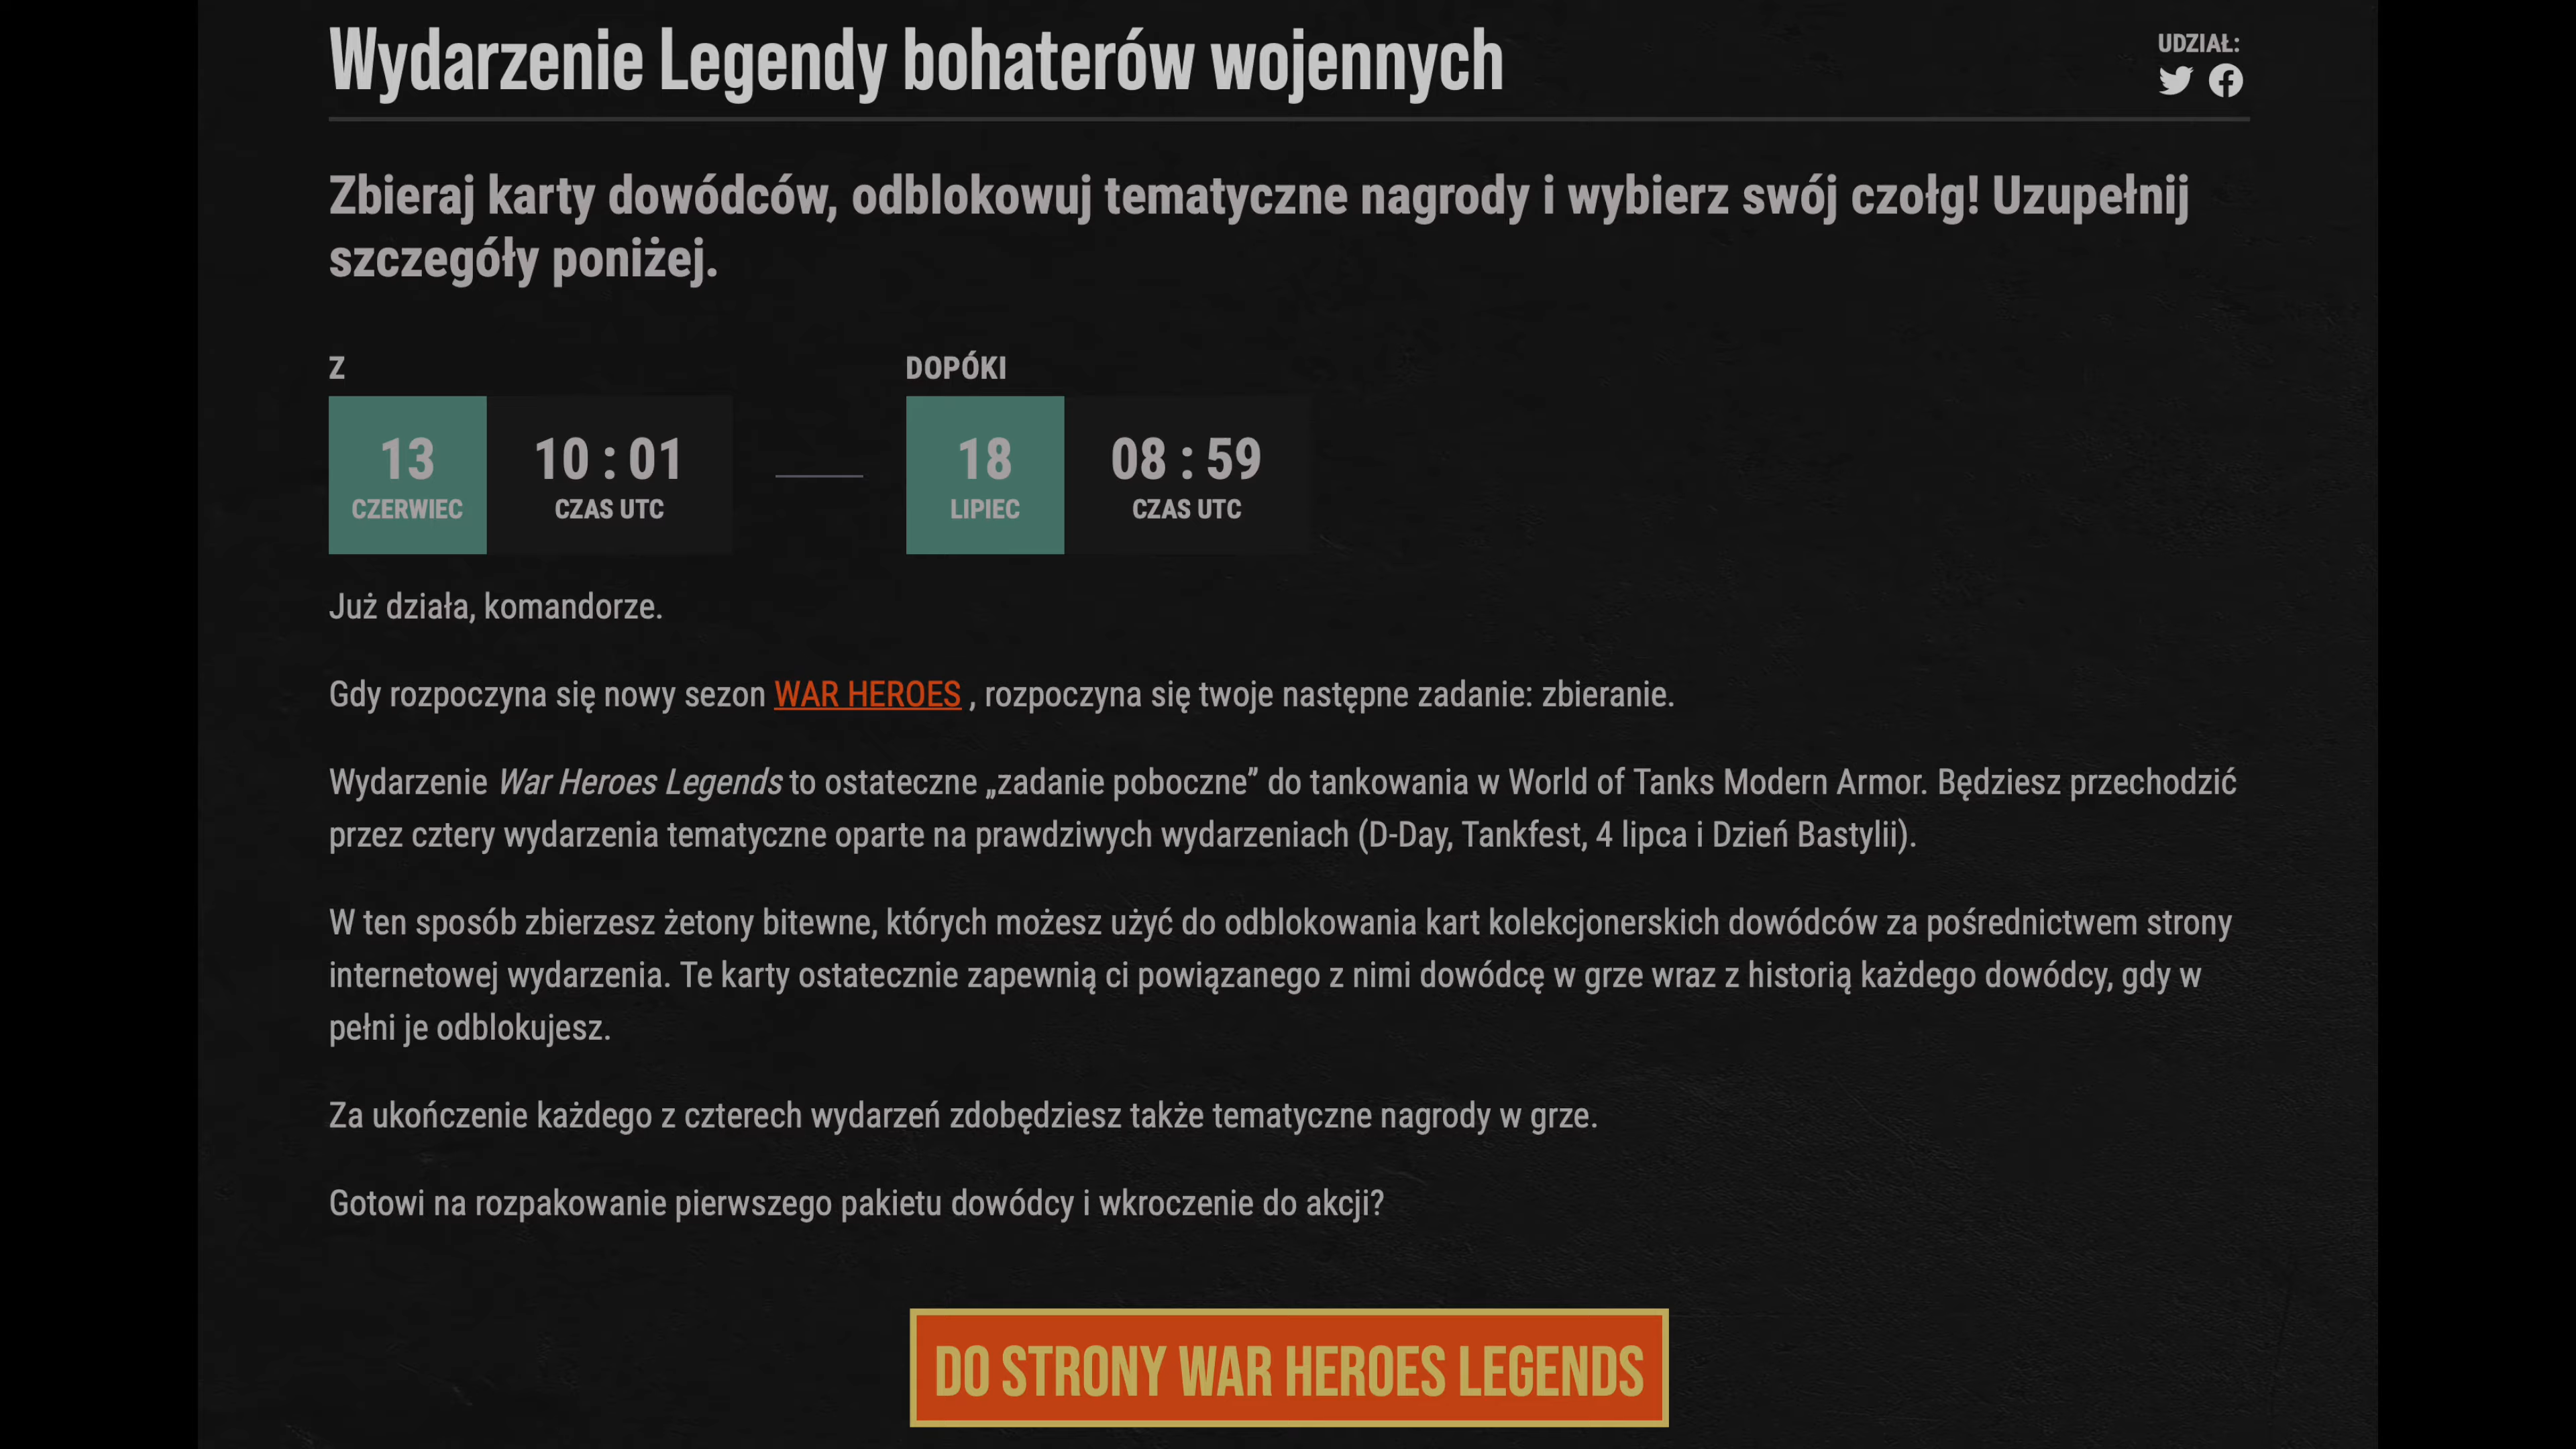 Wydarzenie Legendy bohaterów wojennych
UDZIAŁ:
Zbieraj karty dowódców, odblokowuj tematyczne nagrody i wybierz swój czołg! Uzupełnij
szczegóły poniżej.
Z
DOPÓKI
13
CZERWIEC
10 : 01
CZAS UTC
18
LIPIEC
08 : 59
CZAS UTC
Już działa, komandorze.
Gdy rozpoczyna się nowy sezon WAR HEROES , rozpoczyna się twoje następne zadanie: zbieranie.
Wydarzenie War Heroes Legends to ostateczne „zadanie poboczne” do tankowania w World of Tanks Modern Armor. Będziesz przechodzić
przez cztery wydarzenia tematyczne oparte na prawdziwych wydarzeniach (D-Day, Tankfest, 4 lipca i Dzień Bastylii).
W ten sposób zbierzesz żetony bitewne, których możesz użyć do odblokowania kart kolekcjonerskich dowódców za pośrednictwem strony
internetowej wydarzenia. Te karty ostatecznie zapewnią ci powiązanego z nimi dowódcę w grze wraz z historią każdego dowódcy, gdy w
pełni je odblokujesz.
Za ukończenie każdego z czterech wydarzeń zdobędziesz także tematyczne nagrody w grze.
Gotowi na rozpakowanie pierwszego pakietu dowódcy i wkroczenie do akcji?
DO STRONY WAR HEROES LEGENDS